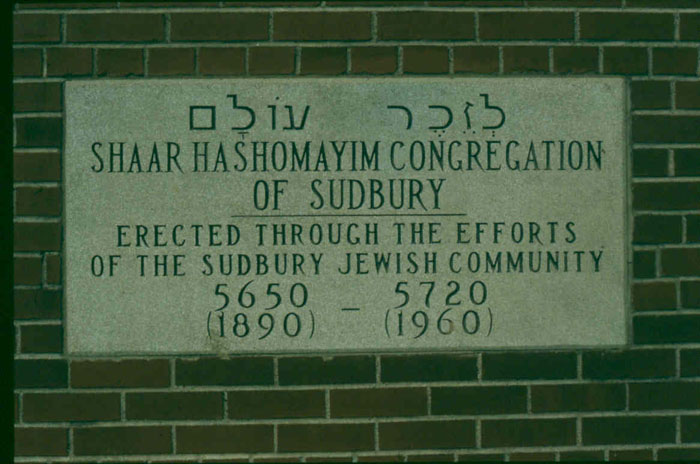 לְזֵכֶר עוֹלָם
SHAAR HASHOMAYIM CONGREGATION
OF SUDBURY
ERECTED THROUGH THE EFFORTS
OF THE SUDBURY JEWISH COMMUNITY
5650 – 5720
(1890) (1960)